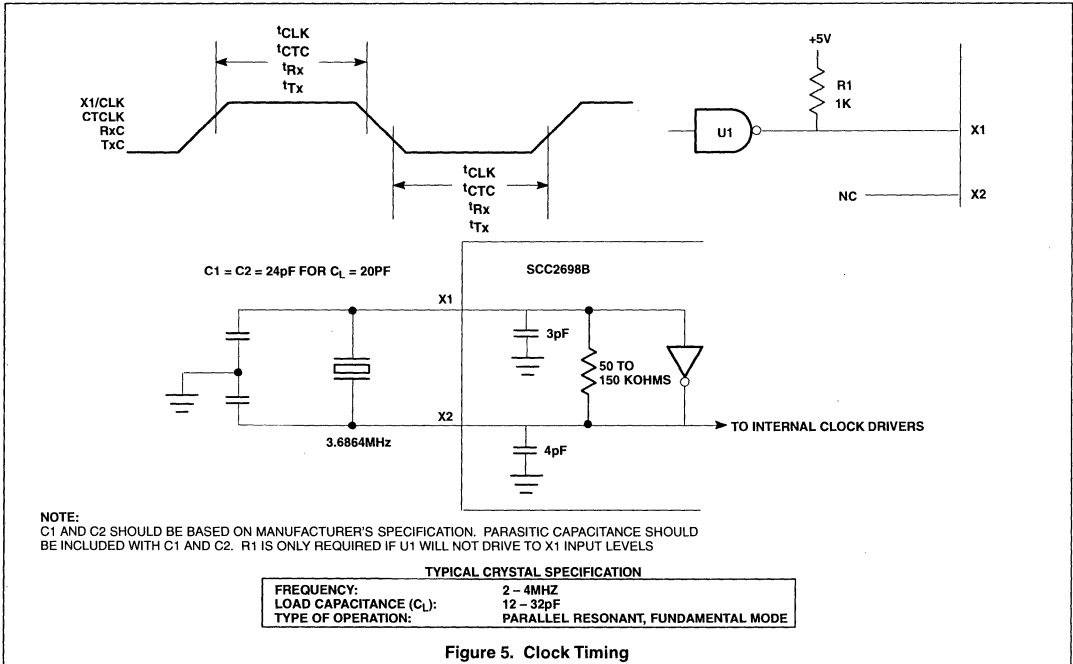 tCLK
tCTC
tRx
tTx
X1/CLK
CTCLK
RxC
TxC
tCLK
tCTC
tRx
tTx
+5V
R1
1K
U1
X1
NC
X2
C1 = C2 = 24pF FOR CL = 20PF
SCC2698B
X1
3pF
50 TO
150 KOHMS
X2
TO INTERNAL CLOCK DRIVERS
3.6864MHz
4pF
NOTE:
C1 AND C2 SHOULD BE BASED ON MANUFACTURER'S SPECIFICATION. PARASITIC CAPACITANCE SHOULD
BE INCLUDED WITH C1 AND C2. R1 IS ONLY REQUIRED IF U1 WILL NOT DRIVE TO X1 INPUT LEVELS
TYPICAL CRYSTAL SPECIFICATION
FREQUENCY: 2 – 4MHZ
LOAD CAPACITANCE (CL): 12 – 32pF
TYPE OF OPERATION: PARALLEL RESONANT, FUNDAMENTAL MODE
Figure 5. Clock Timing